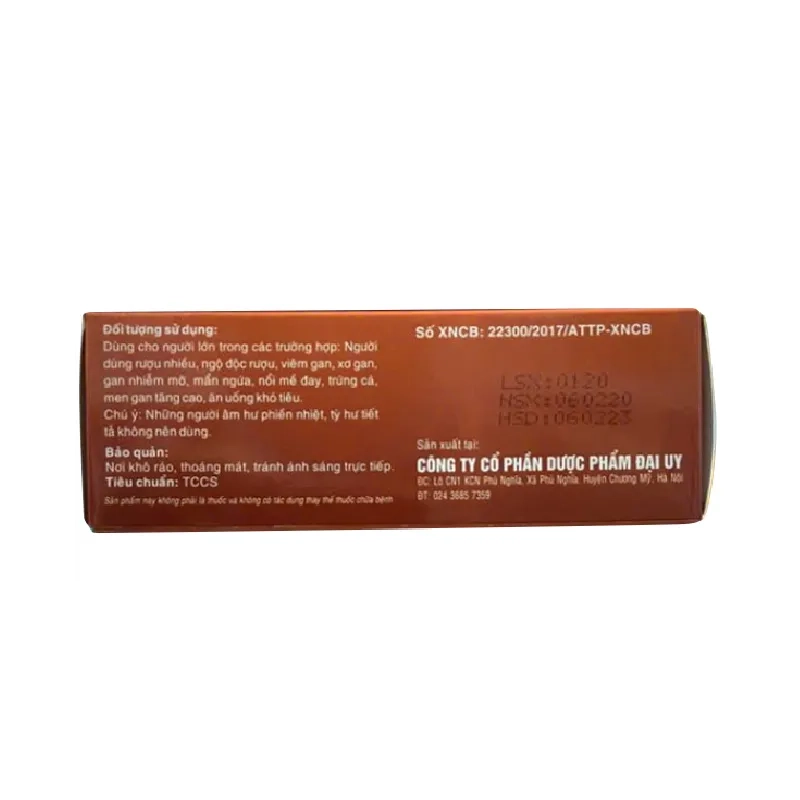 Đối tượng sử dụng:
Dùng cho người lớn trong các trường hợp: Người
dùng rượu nhiều, ngộ độc rượu, viêm gan, xơ gan,
gan nhiễm mỡ, mẩn ngứa, nổi mề đay, trứng cá,
men gan tăng cao, ăn uống khó tiêu.
Chú ý: Những người âm hư phiền nhiệt, tỳ hư tiết
tả không nên dùng.
Bảo quản:
Nơi khô ráo, thoáng mát, tránh ánh sáng trực tiếp.
Tiêu chuẩn: TCCS
Sản phẩm này không phải là thuốc và không có tác dụng thay thế thuốc chữa bệnh
Số XNCB: 22300/2017/ATTP-XNCB
LSX:0120
NSX:060220
HSD:060223
Sản xuất tại:
CÔNG TY CỔ PHẦN DƯỢC PHẨM ĐẠI UY
ĐC: Lô CN1 KCN Phú Nghĩa, Xã Phú Nghĩa, Huyện Chương Mỹ, Hà Nội
ĐT: 024 3685 7359